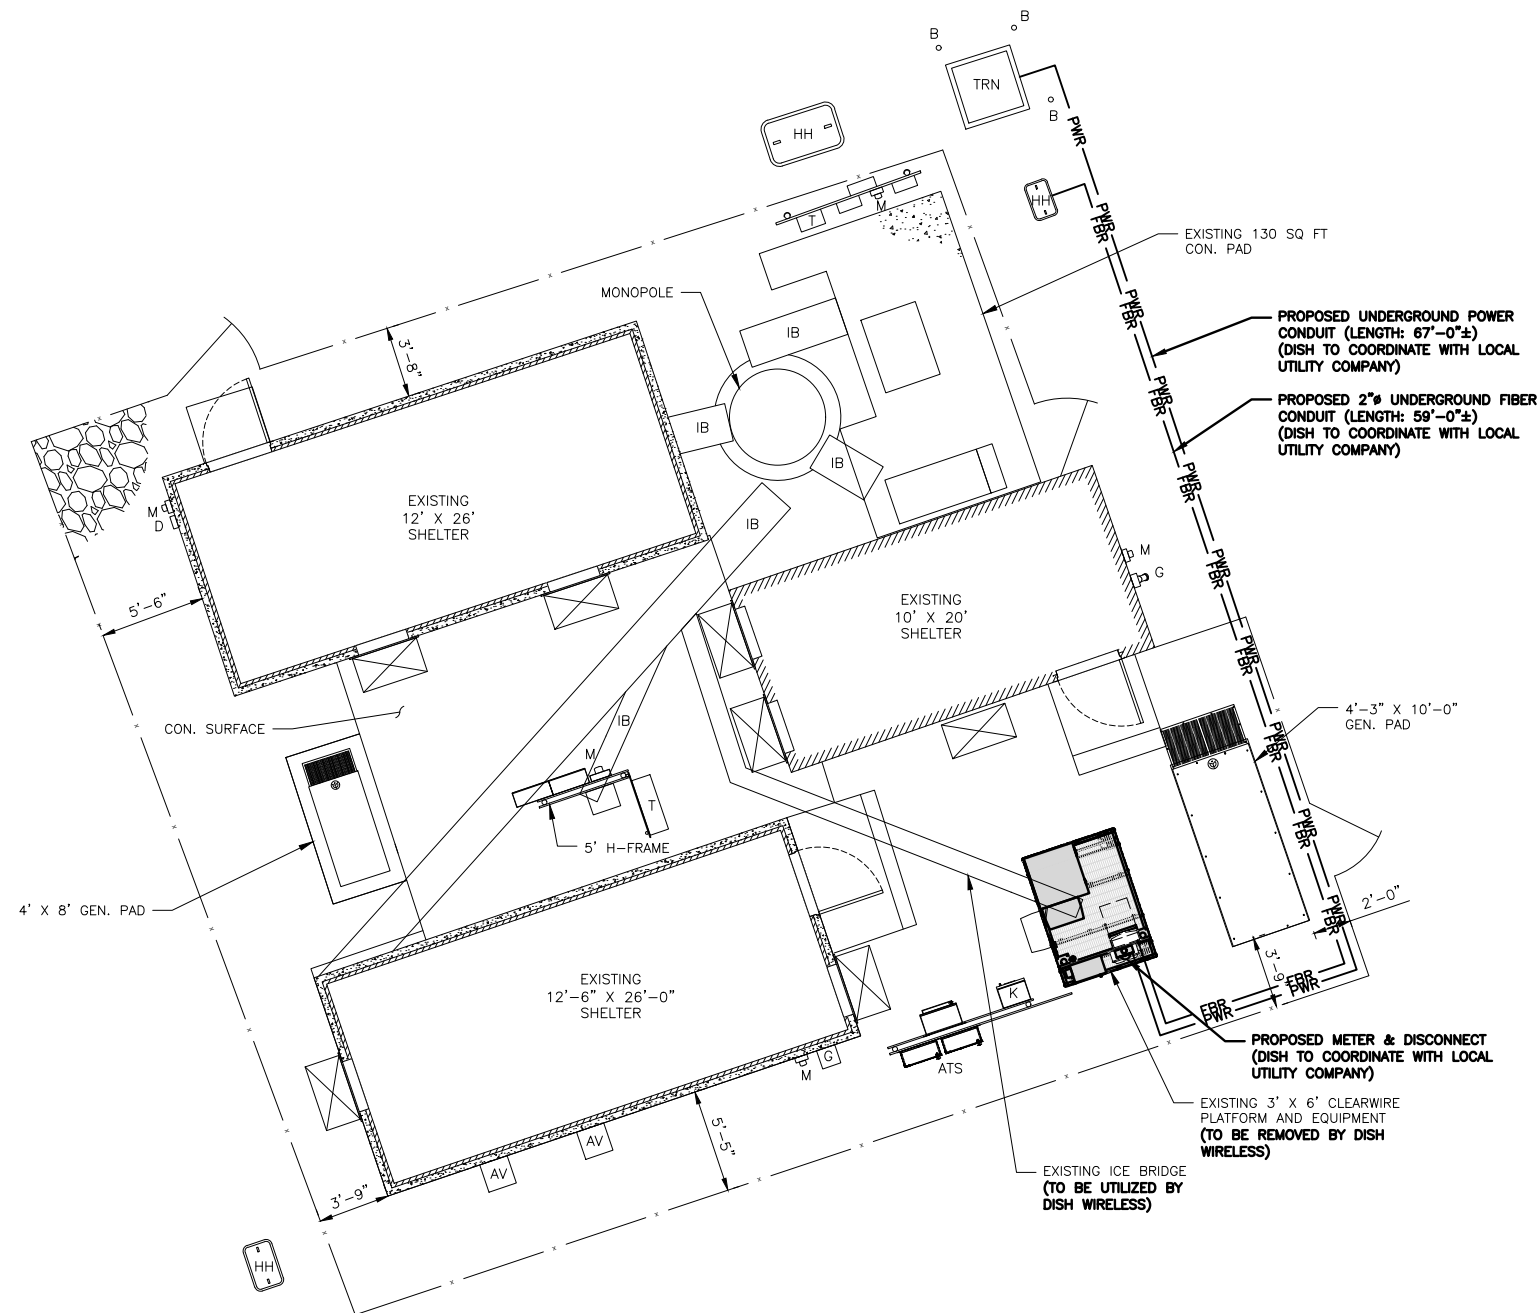 B
B
TRN
B
PWR
HH
HH
M
T
PWR
FBR
EXISTING 130 SQ FT
CON. PAD
MONOPOLE
IB
PWR
FBR
PROPOSED UNDERGROUND POWER
CONDUIT (LENGTH: 67'-0"±)
(DISH TO COORDINATE WITH LOCAL
UTILITY COMPANY)
3'-8"
PWR
FBR
PROPOSED 2"ø UNDERGROUND FIBER
CONDUIT (LENGTH: 59'-0"±)
(DISH TO COORDINATE WITH LOCAL
UTILITY COMPANY)
IB
IB
PWR
FBR
M
D
EXISTING
12' X 26'
SHELTER
IB
M
G
PWR
FBR
5'-6"
EXISTING
10' X 20'
SHELTER
PWR
FBR
CON. SURFACE
IB
4'-3" X 10'-0"
GEN. PAD
PWR
FBR
M
T
5' H-FRAME
PWR
FBR
4' X 8' GEN. PAD
2'-0"
PWR
FBR
3'-9"
EXISTING
12'-6" X 26'-0"
SHELTER
K
FBR
PWR
FBR
PWR
ATS
M
G
PROPOSED METER & DISCONNECT
(DISH TO COORDINATE WITH LOCAL
UTILITY COMPANY)
EXISTING 3' X 6' CLEARWIRE
PLATFORM AND EQUIPMENT
(TO BE REMOVED BY DISH
WIRELESS)
5'-5"
AV
AV
EXISTING ICE BRIDGE
(TO BE UTILIZED BY
DISH WIRELESS)
3'-9"
HH